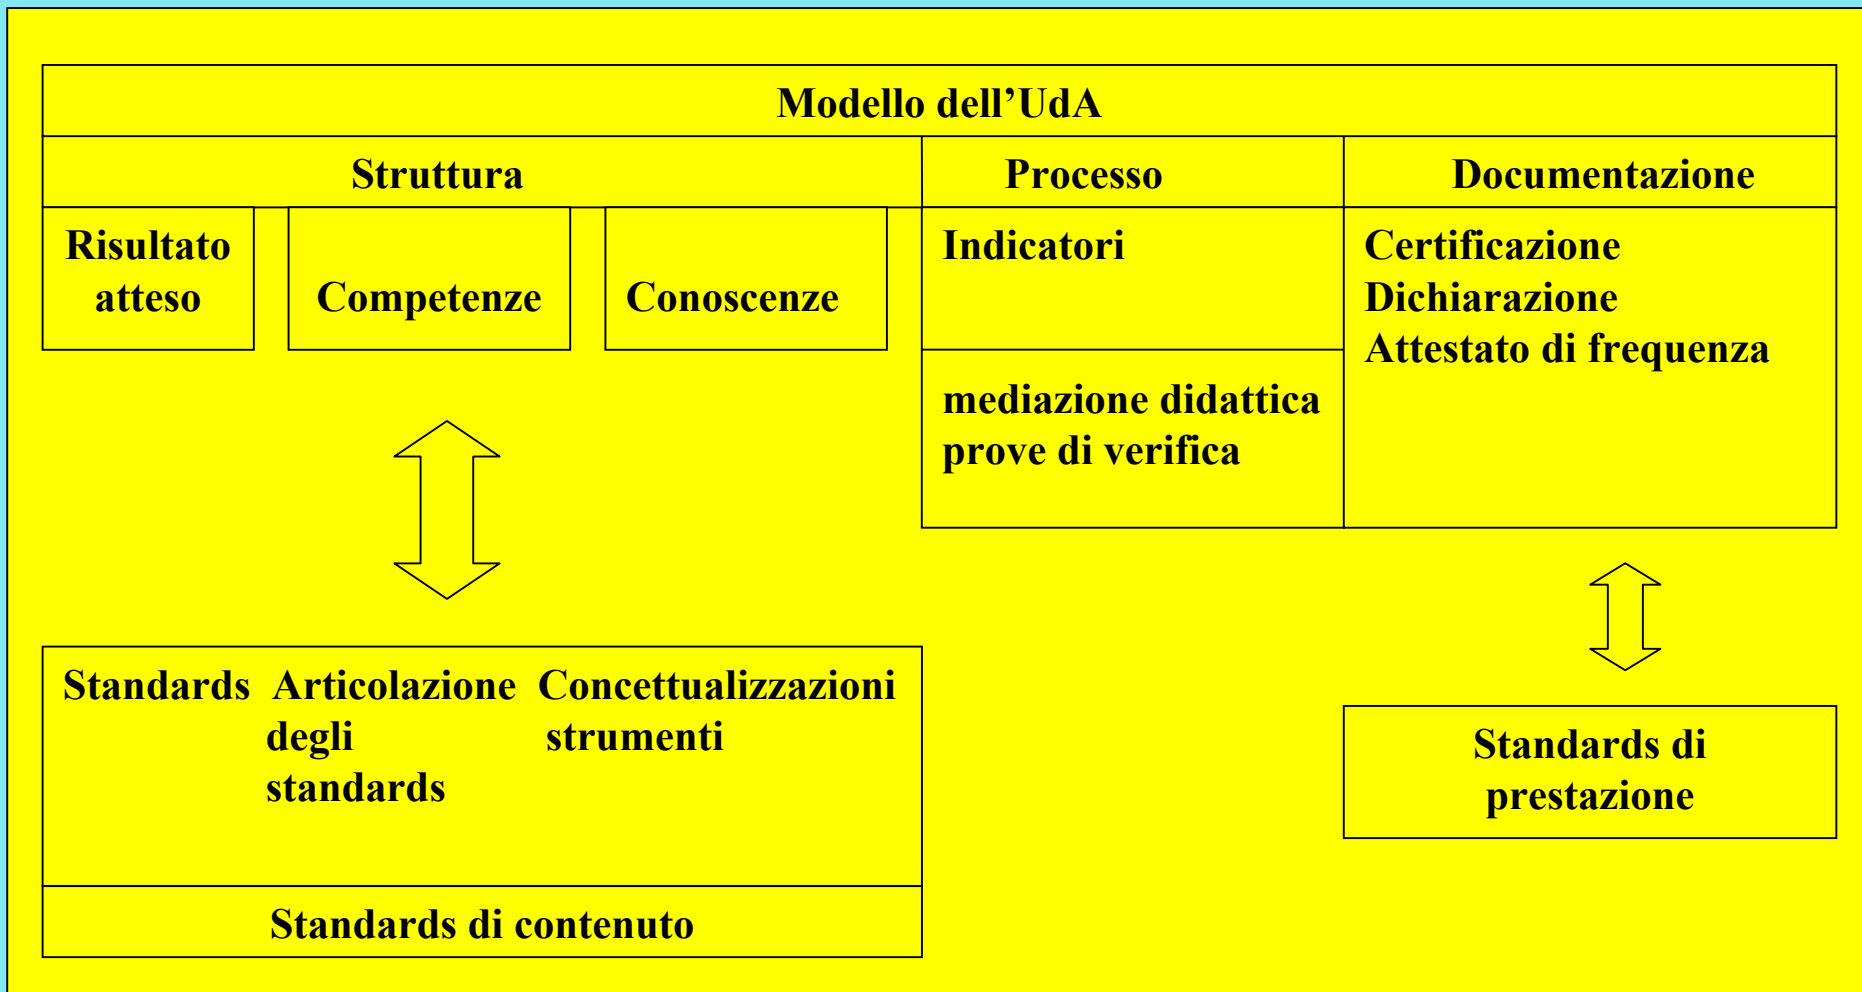 Modello dell’UdA
Struttura
Processo
Documentazione
Risultato
atteso
Competenze
Conoscenze
Indicatori
mediazione didattica
prove di verifica
Certificazione
Dichiarazione
Attestato di frequenza
Standards Articolazione Concettualizzazioni
degli strumenti
standards
Standards di contenuto
Standards di
prestazione